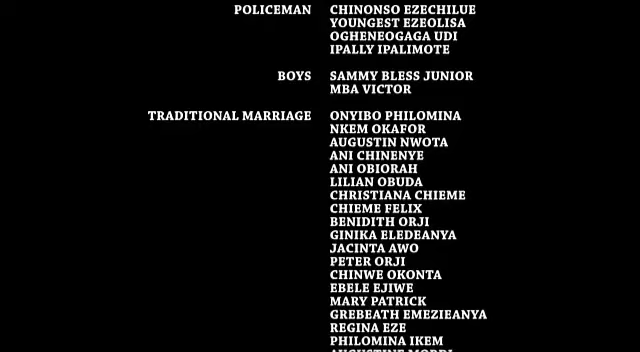 POLICEMAN CHINONSO EZECHILUE
YOUNGEST EZEOLISA
OGHENEOGAGA UDI
IPALLY IPALIMOTE
BOYS SAMMY BLESS JUNIOR
MBA VICTOR
TRADITIONAL MARRIAGE ONYIBO PHILOMINA
NKEM OKAFOR
AUGUSTIN NWOTA
ANI CHINENYE
ANI OBIORAH
LILIAN OBUDA
CHRISTIANA CHIEME
CHIEME FELIX
BENIDITH ORJI
GINIKA ELEDEANYA
JACINTA AWO
PETER ORJI
CHINWE OKONTA
EBELE EJIWE
MARY PATRICK
GREBEATH EMEZIEANYA
REGINA EZE
PHILOMINA IKEM